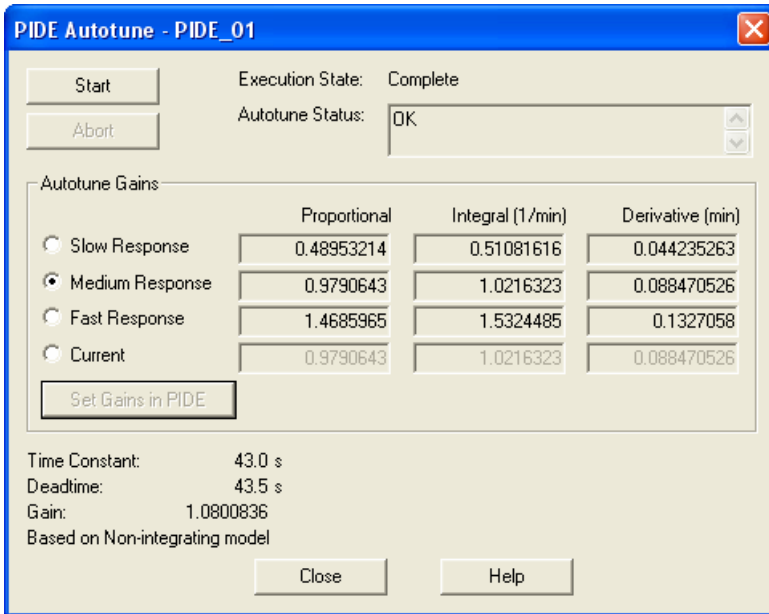 PIDE Autotune - PIDE_01
Start
Execution State: Complete
Abort
Autotune Status: OK
Autotune Gains
Proportional Integral (1/min) Derivative (min)
Slow Response 0.48953214 0.51081616 0.044235263
Medium Response 0.9790643 1.0216323 0.088470526
Fast Response 1.4685965 1.5324485 0.1327058
Current 0.9790643 1.0216323 0.088470526
Set Gains in PIDE
Time Constant: 43.0 s
Deadtime: 43.5 s
Gain: 1.0800836
Based on Non-integrating model
Close Help